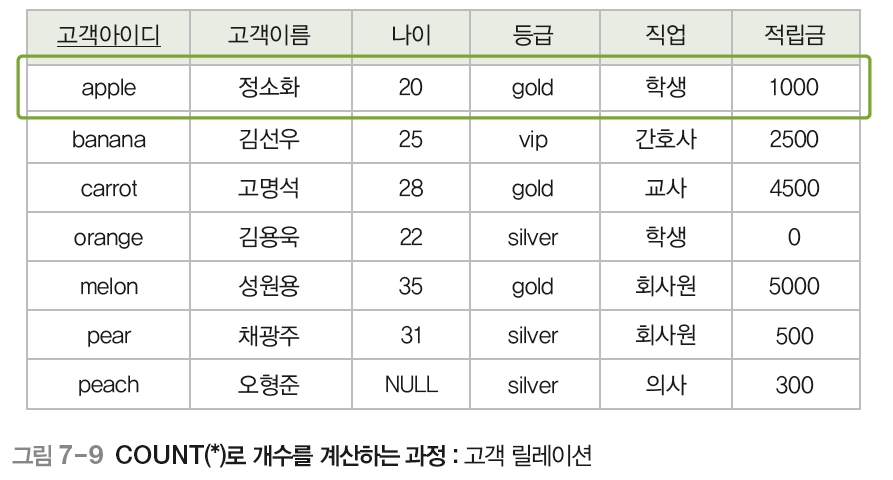 고객아이디 고객이름 나이 등급 직업 적립금
apple 정소화 20 gold 학생 1000
banana 김선우 25 vip 간호사 2500
carrot 고명석 28 gold 교사 4500
orange 김용욱 22 silver 학생 0
melon 성원용 35 gold 회사원 5000
pear 채광주 31 silver 회사원 500
peach 오형준 NULL silver 의사 300
그림 7-9 COUNT(*)로 개수를 계산하는 과정 : 고객 릴레이션